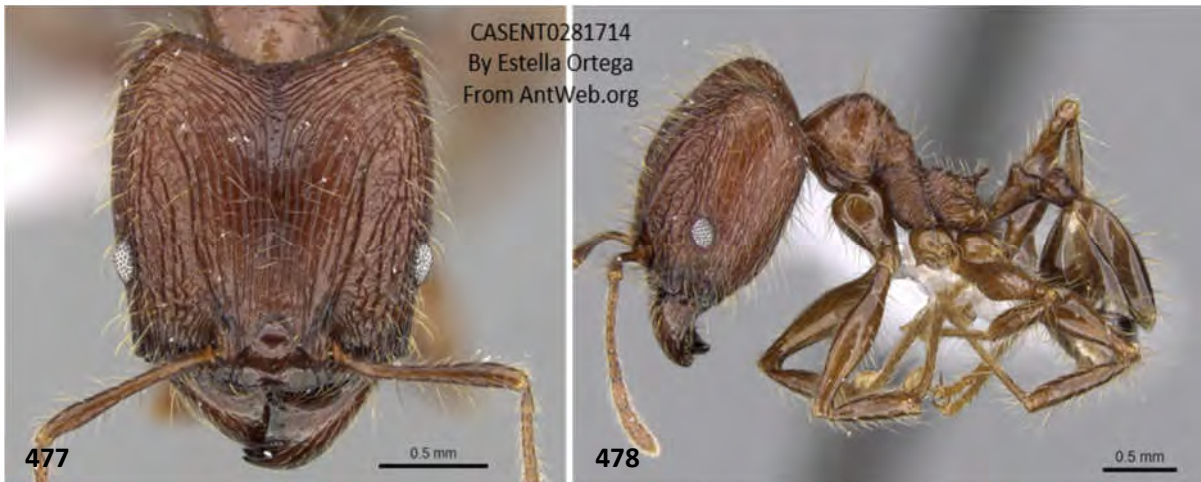 CASENT0281714
By Estella Ortega
From AntWeb.org
477
0.5 mm
478
0.5 mm